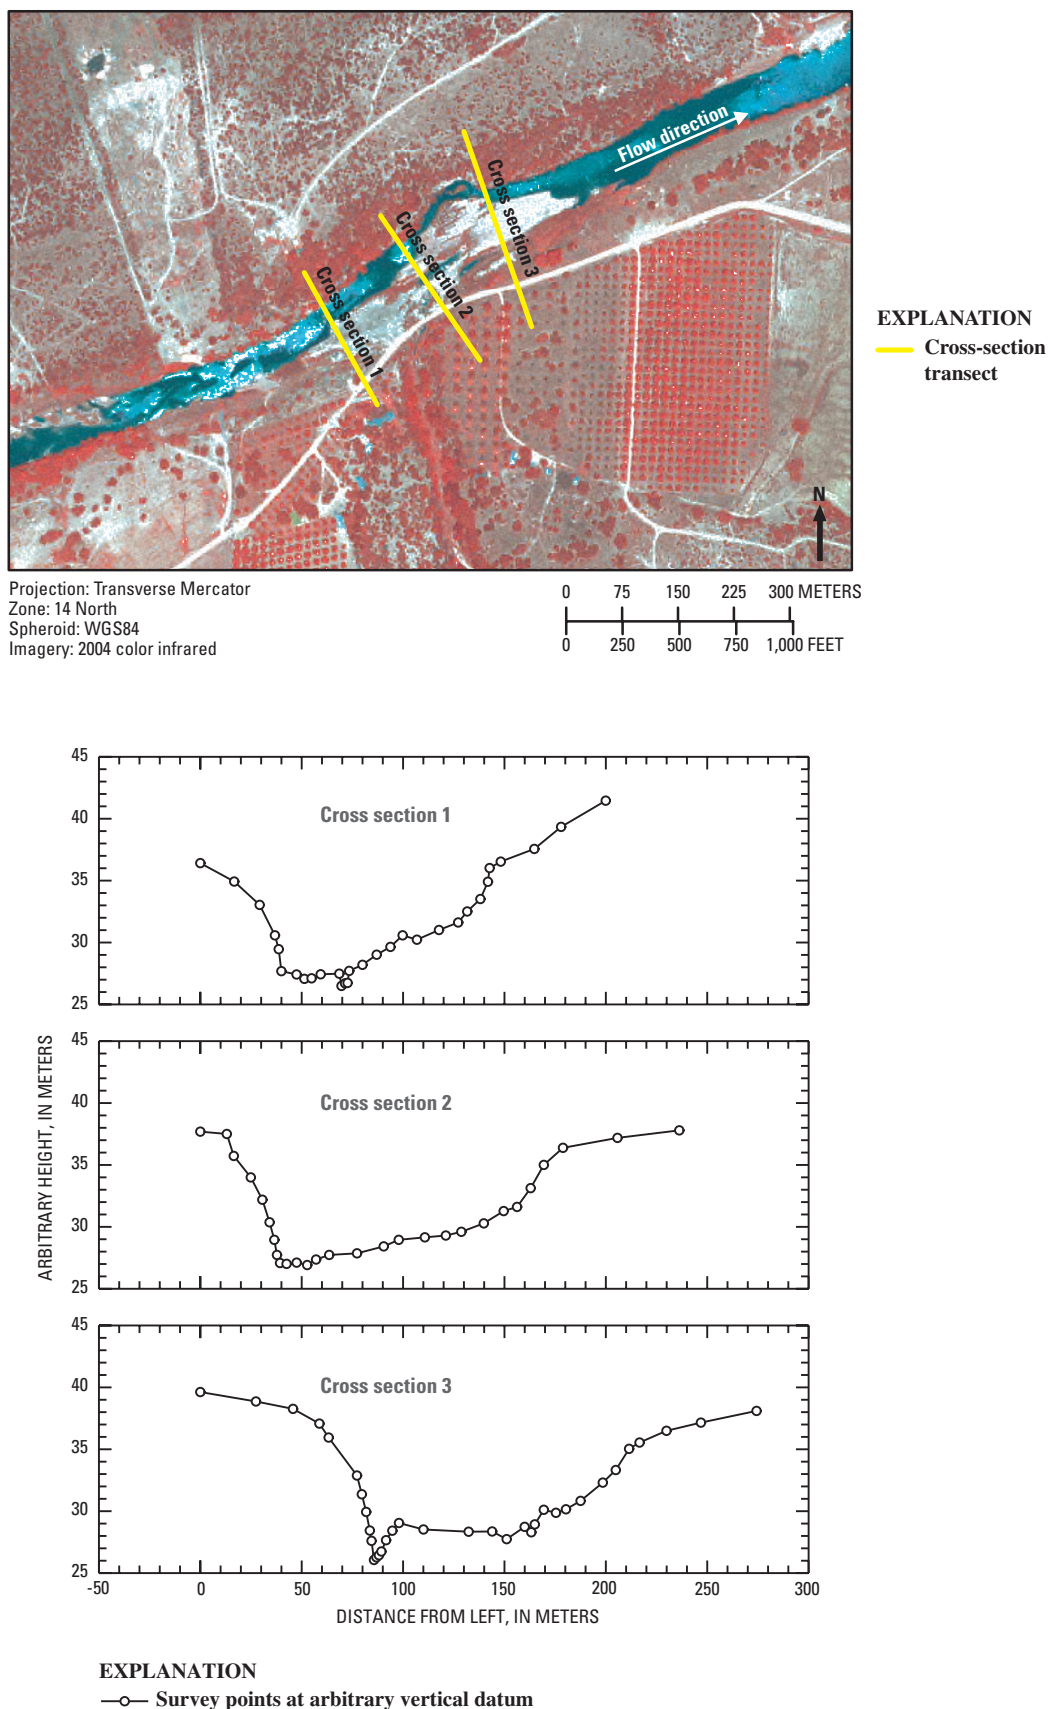 Flow direction
Cross section 3
Cross section 2
Cross section 1
N
EXPLANATION
Cross-section
transect
Projection: Transverse Mercator
Zone: 14 North
Spheroid: WGS84
Imagery: 2004 color infrared
0 75 150 225 300 METERS
0 250 500 750 1,000 FEET
45
40
35
30
25
Cross section 1
45
40
35
30
25
Cross section 2
45
40
35
30
25
Cross section 3
ARBITRARY HEIGHT, IN METERS
-50 0 50 100 150 200 250 300
DISTANCE FROM LEFT, IN METERS
EXPLANATION
Survey points at arbitrary vertical datum